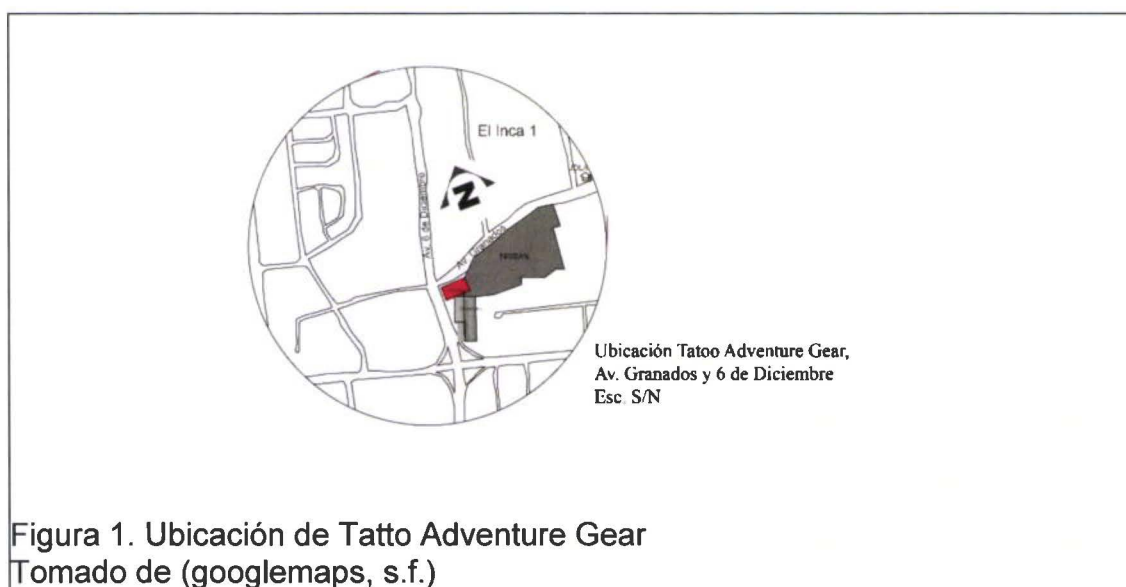 El Inca 1
N
Av. 6 de Diciembre
Av. Granados
Ubicación Tatoo Adventure Gear,
Av. Granados y 6 de Diciembre
Esc. S/N
Figura 1. Ubicación de Tatto Adventure Gear
Tomado de (googlemaps, s.f.)